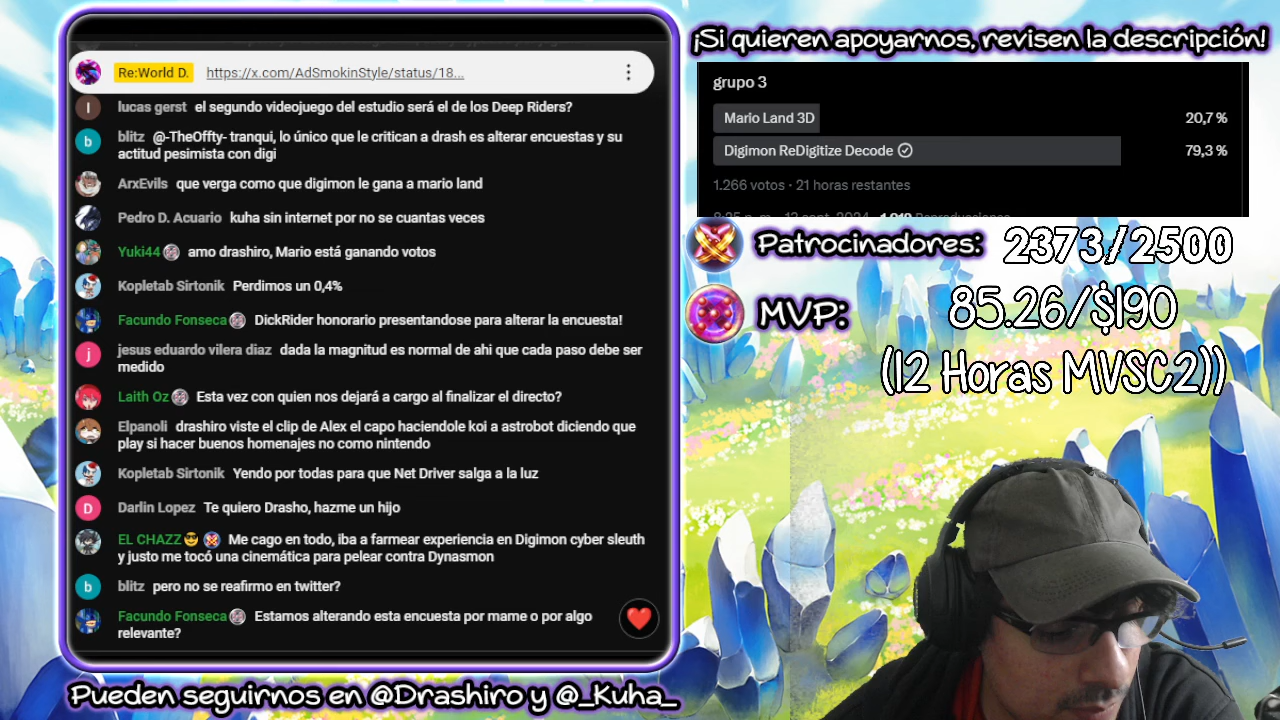 Re:World D. https://x.com/AdSmokinStyle/status/18...
lucas gerst el segundo videojuego del estudio será el de los Deep Riders?
blitz @-TheOffty- tranqui, lo único que le critican a drash es alterar encuestas y su
actitud pesimista con digi
ArxEvils que verga como que digimon le gana a mario land
Pedro D. Acuario kuha sin internet por no se cuantas veces
Yuki44 amo drashiro, Mario está ganando votos
Kopletab Sirtonik Perdimos un 0,4%
Facundo Fonseca DickRider honorario presentandose para alterar la encuesta!
jesus eduardo vilera diaz dada la magnitud es normal de ahi que cada paso debe ser
medido
Laith Oz Esta vez con quien nos dejará a cargo al finalizar el directo?
Elpanoli drashiro viste el clip de Alex el capo haciendole koi a astrobot diciendo que
play si hacer buenos homenajes no como nintendo
Kopletab Sirtonik Yendo por todas para que Net Driver salga a la luz
Darlin Lopez Te quiero Drasho, hazme un hijo
EL CHAZZ😎 Me cago en todo, iba a farmear experiencia en Digimon cyber sleuth
y justo me tocó una cinemática para pelear contra Dynasmon
blitz pero no se reafirmo en twitter?
Facundo Fonseca Estamos alterando esta encuesta por mame o por algo
relevante?
Pueden seguirnos en @Drashiro y @_Kuha_
¡Si quieren apoyarnos, revisen la descripción!
grupo 3
Mario Land 3D 20,7 %
Digimon ReDigitize Decode 79,3 %
1.266 votos · 21 horas restantes
Patrocinadores: 2373/2500
MVP: 85.26/$190
(12 Horas MVSC2))